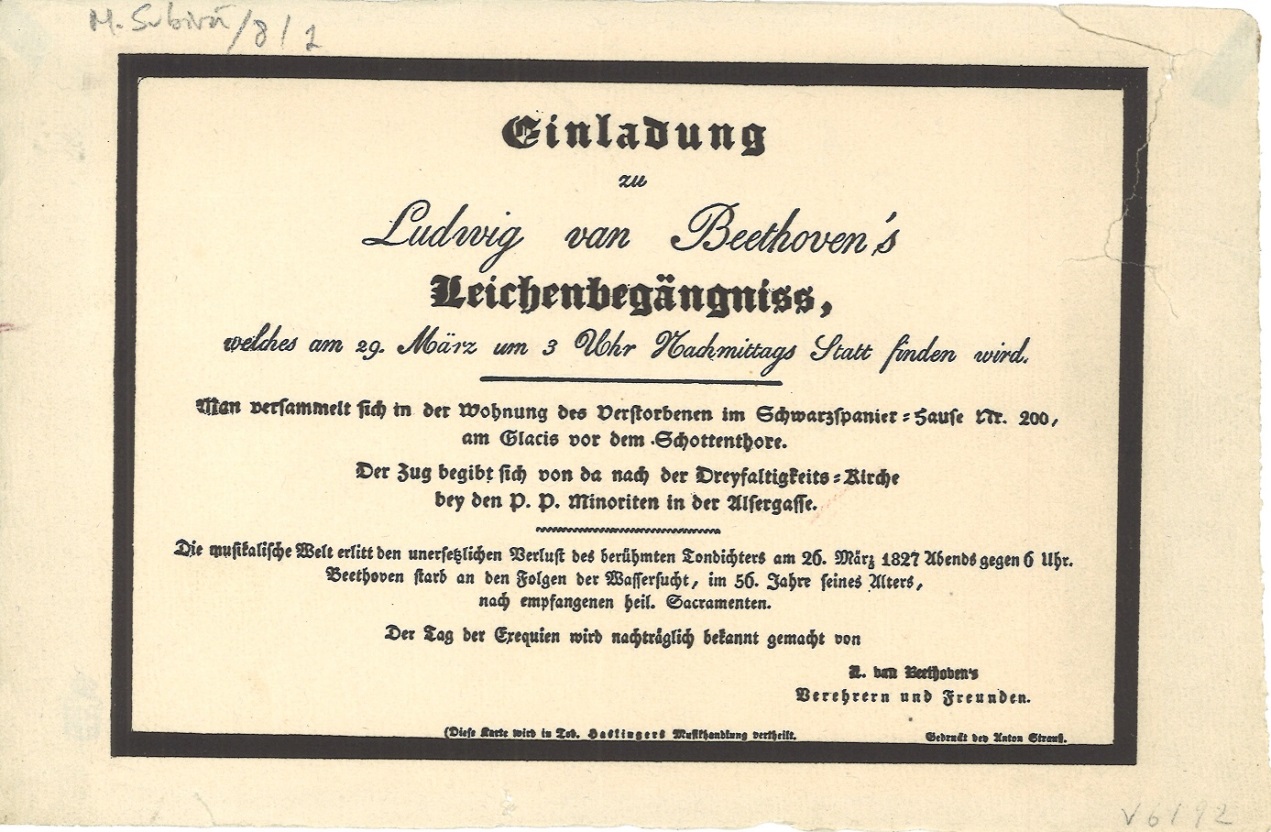 M. Subirá/8/1
Einladung
zu
Ludwig van Beethoven's
Leichenbegängniss,
welches am 29. März um 3 Uhr Nachmittags Statt finden wird.
Man versammelt sich in der Wohnung des Verstorbenen im Schwarzspanier=Hause Nr. 200,
am Glacis vor dem Schottenthore.
Der Zug begibt sich von da nach der Dreyfaltigkeits=Kirche
bey den P. P. Minoriten in der Alsergasse.
Die musikalische Welt erlitt den unersetzlichen Verlust des berühmten Tondichters am 26. März 1827 Abends gegen 6 Uhr.
Beethoven starb an den Folgen der Wassersucht, im 56. Jahre seines Alters,
nach empfangenen heil. Sacramenten.
Der Tag der Exequien wird nachträglich bekannt gemacht von
van Beethoven's
Verehrern und Freunden.
(Diese Karte wird in Tob. Haslingers Musikhandlung vertheilt.
Gedruckt bey Anton Strauß.
V 6/92